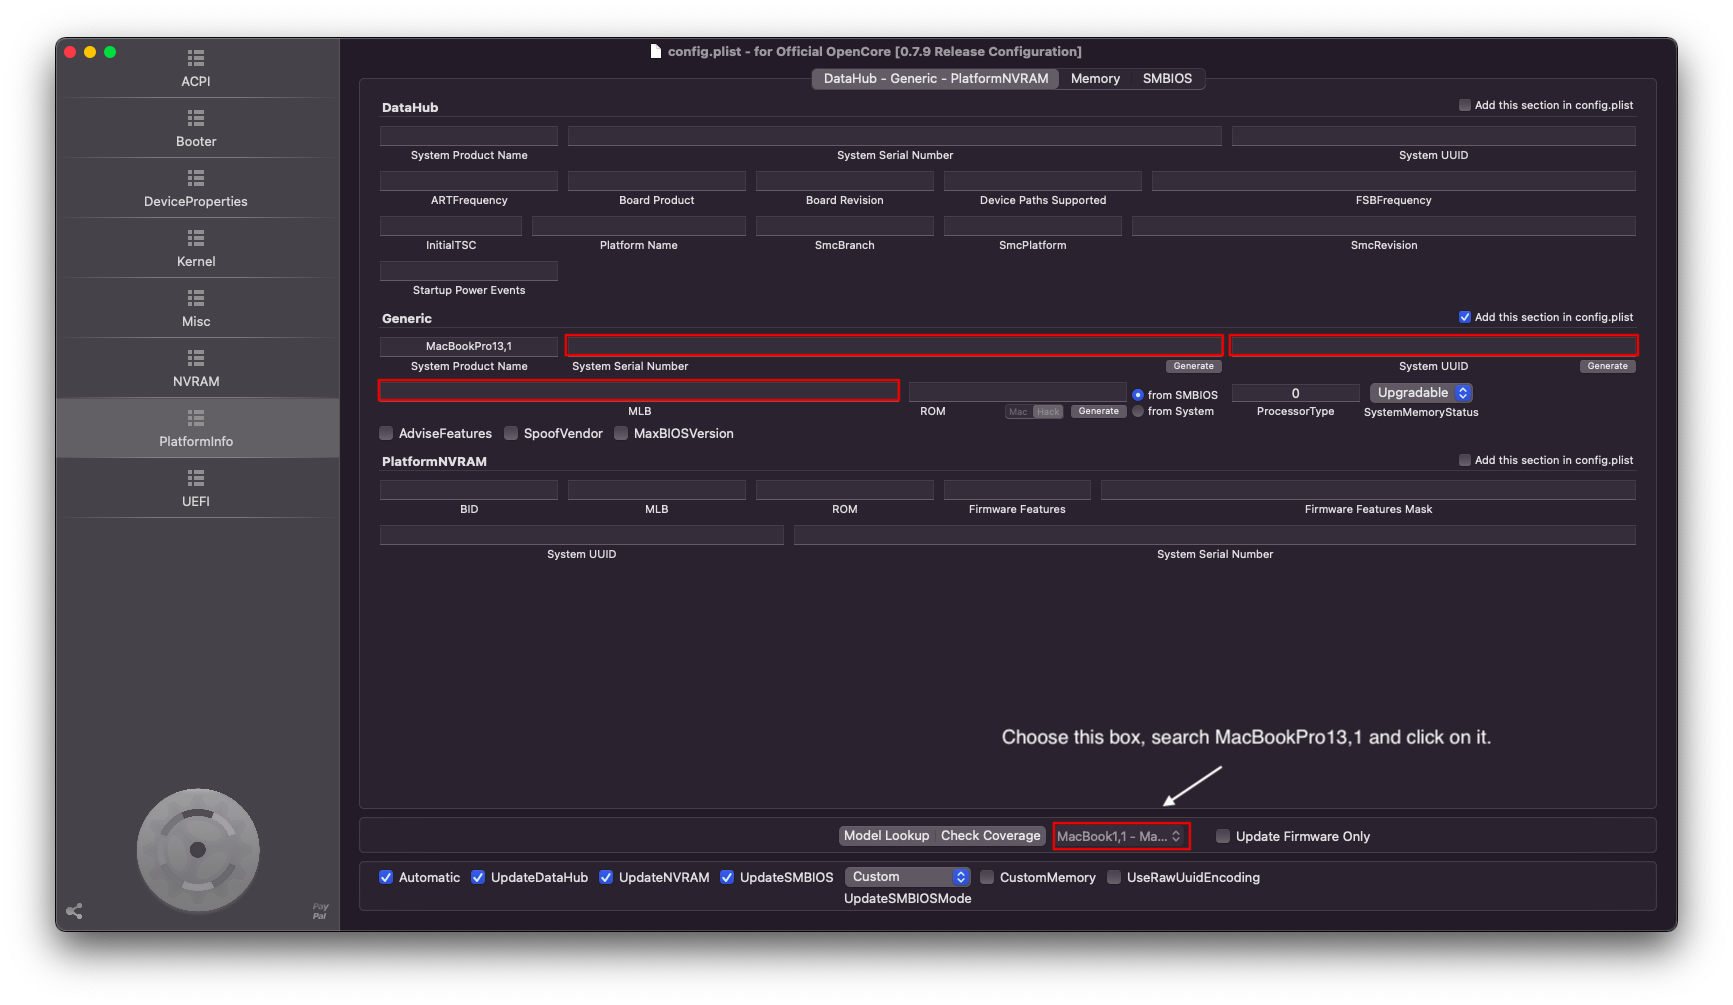 config.plist - for Official OpenCore [0.7.9 Release Configuration]
ACPI
Booter
DeviceProperties
Kernel
Misc
NVRAM
PlatformInfo
UEFI
Pay
Pal
DataHub - Generic - PlatformNVRAM Memory SMBIOS
DataHub Add this section in config.plist
System Product Name System Serial Number System UUID
ARTFrequency Board Product Board Revision Device Paths Supported FSBFrequency
InitialTSC Platform Name SmcBranch SmcPlatform SmcRevision
Startup Power Events
Generic Add this section in config.plist
MacBookPro13,1
System Product Name System Serial Number Generate System UUID Generate
from SMBIOS 0 Upgradable
MLB ROM Mac Hack Generate from System ProcessorType SystemMemoryStatus
AdviseFeatures SpoofVendor MaxBIOSVersion
PlatformNVRAM Add this section in config.plist
BID MLB ROM Firmware Features Firmware Features Mask
System UUID System Serial Number
Choose this box, search MacBookPro13,1 and click on it.
Model Lookup Check Coverage MacBook1,1 - Ma... Update Firmware Only
Automatic UpdateDataHub UpdateNVRAM UpdateSMBIOS Custom CustomMemory UseRawUuidEncoding
UpdateSMBIOSMode